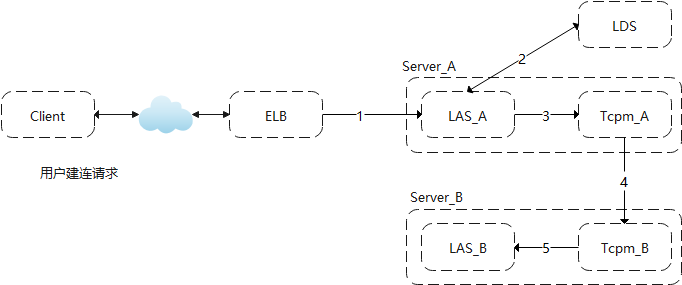 LDS
2
Server_A
Client
ELB
1
LAS_A
3
Tcpm_A
用户建连请求
4
Server_B
LAS_B
5
Tcpm_B